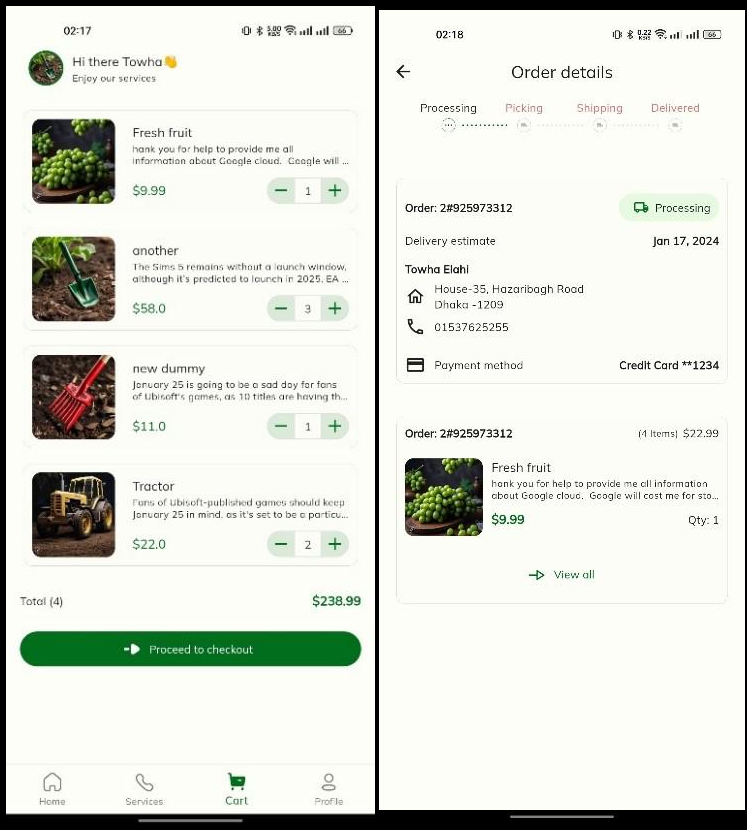 02:17
5.00 KB/S
66
Hi there Towha👋
Enjoy our services
Fresh fruit
hank you for help to provide me all
information about Google cloud. Google will ...
$9.99
1
another
The Sims 5 remains without a launch window,
although it's predicted to launch in 2025. EA ...
$58.0
3
new dummy
January 25 is going to be a sad day for fans
of Ubisoft's games, as 10 titles are having th...
$11.0
1
Tractor
Fans of Ubisoft-published games should keep
January 25 in mind, as it's set to be a particu...
$22.0
2
Total (4)
$238.99
Proceed to checkout
Home
Services
Cart
Profile
02:18
0.22 KB/S
66
Order details
Processing
Picking
Shipping
Delivered
Order: 2#925973312
Processing
Delivery estimate
Jan 17, 2024
Towha Elahi
House-35, Hazaribagh Road
Dhaka -1209
01537625255
Payment method
Credit Card **1234
Order: 2#925973312
(4 Items) $22.99
Fresh fruit
hank you for help to provide me all information
about Google cloud. Google will cost me for sto...
$9.99
Qty: 1
View all